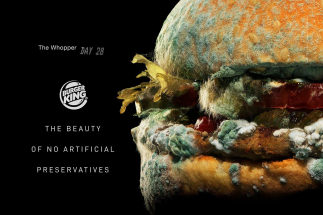 The Whopper DAY 28
BURGER
KING
THE BEAUTY
OF NO ARTIFICIAL
PRESERVATIVES